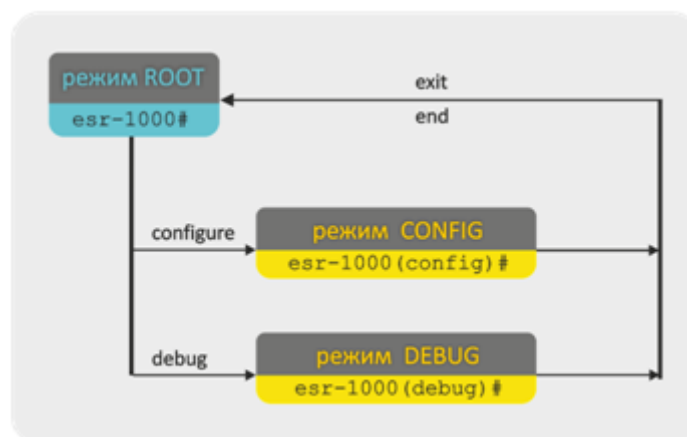 режим ROOT
esr-1000#
exit
end
configure
режим CONFIG
esr-1000(config)#
debug
режим DEBUG
esr-1000(debug)#